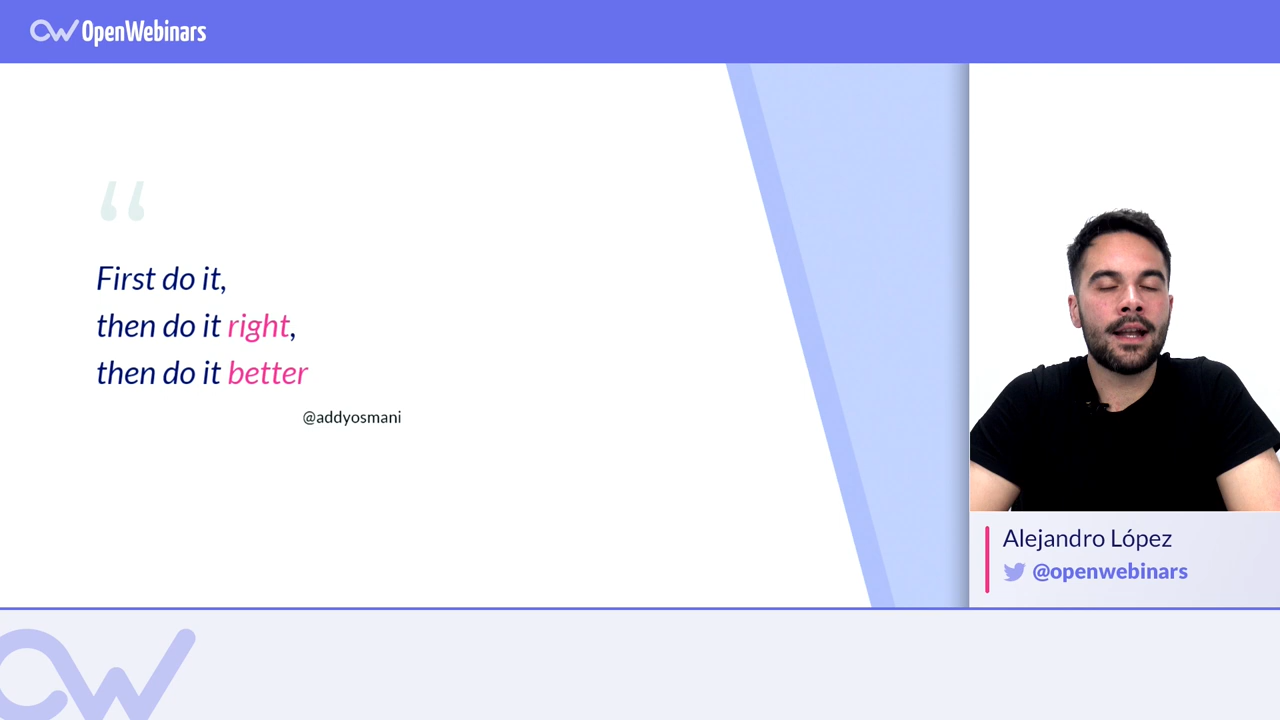 OpenWebinars
“
First do it,
then do it right,
then do it better
@addyosmani
Alejandro López
@openwebinars